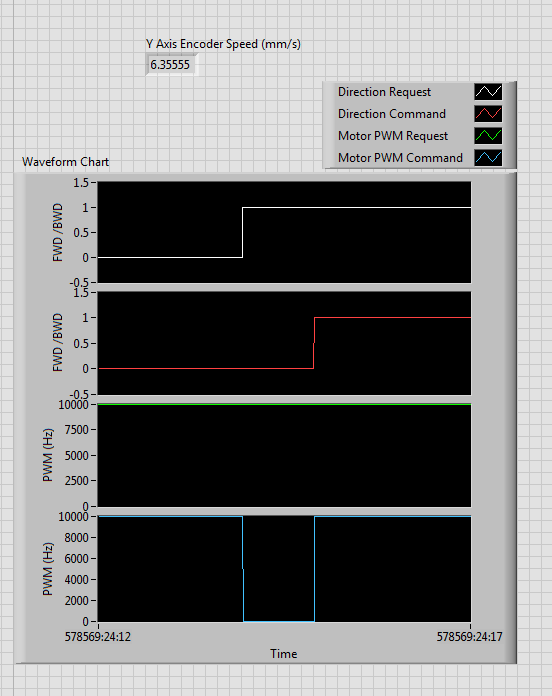 Y Axis Encoder Speed (mm/s)
6.35555
Direction Request
Direction Command
Motor PWM Request
Motor PWM Command
Waveform Chart
1.5
1
0.5
0
-0.5
FWD /BWD
1.5
1
0.5
0
-0.5
FWD /BWD
10000
7500
5000
2500
0
PWM (Hz)
10000
8000
6000
4000
2000
0
PWM (Hz)
578569:24:12
578569:24:17
Time